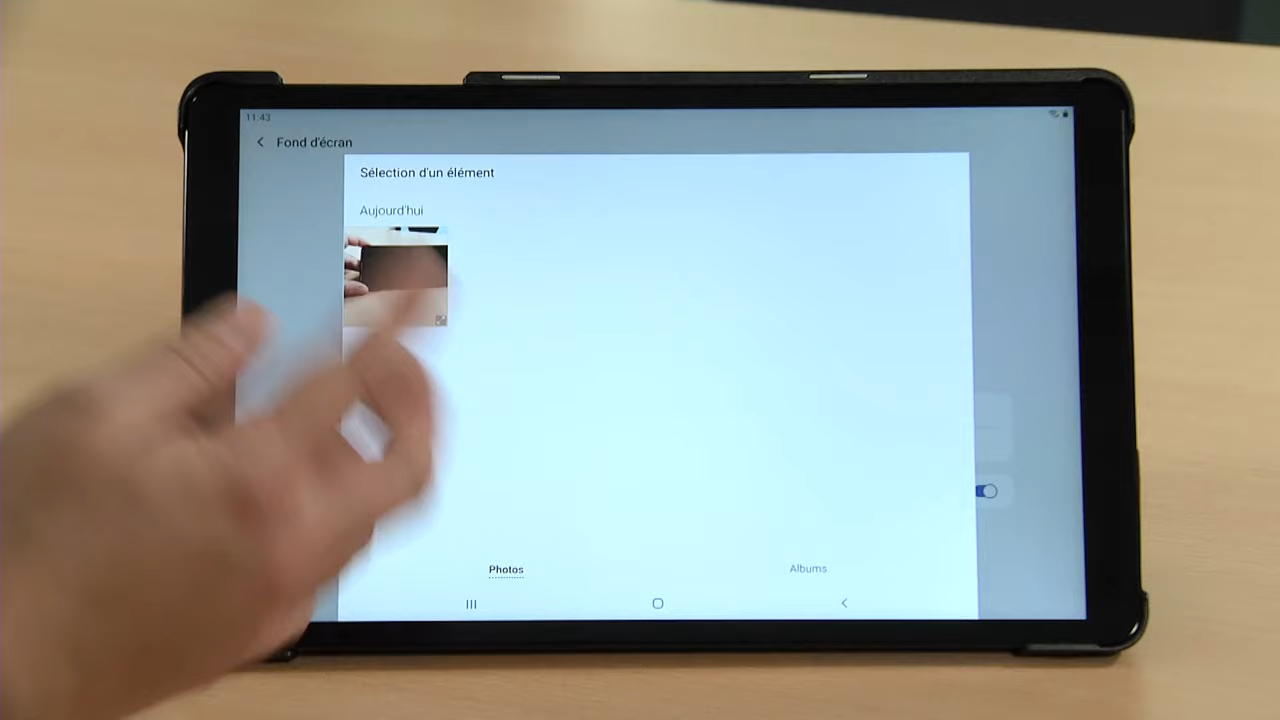 11:43
Fond d'écran
Sélection d'un élément
Aujourd'hui
Photos
Albums